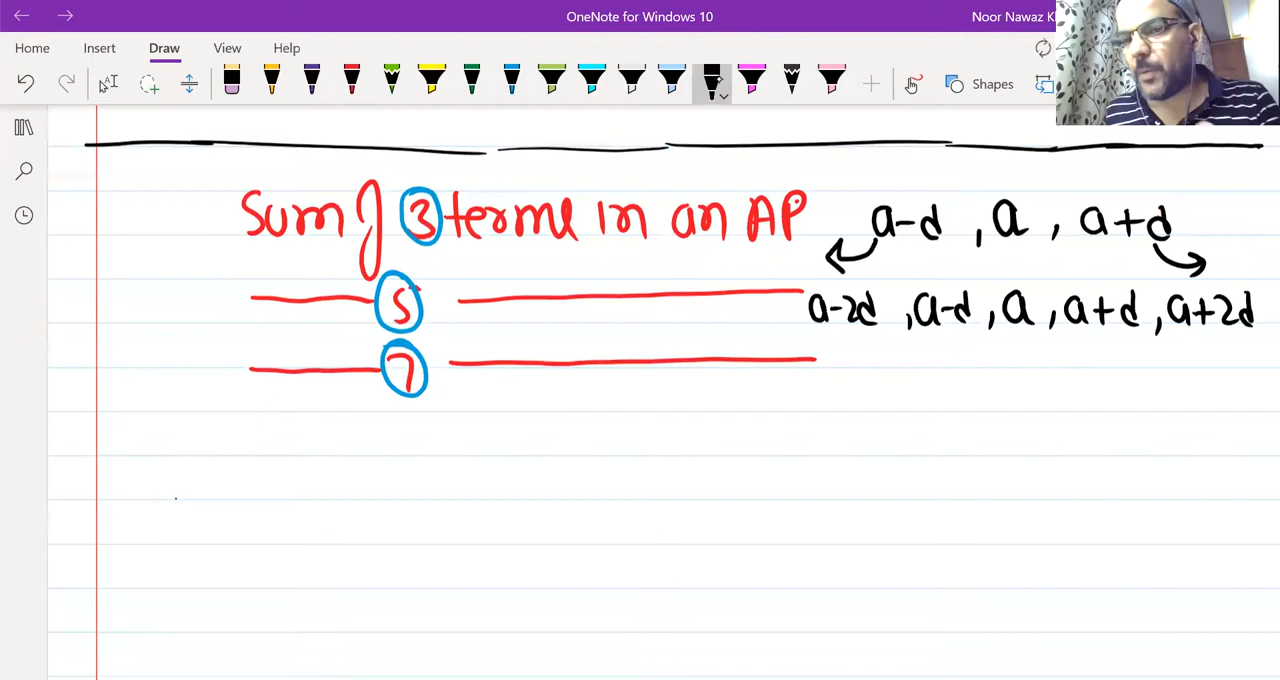 OneNote for Windows 10
Noor Nawaz K
Home Insert Draw View Help
Shapes
Sum of 3 terms in an AP a-d , a , a+d
5 a-2d , a-d , a , a+d , a+2d
7